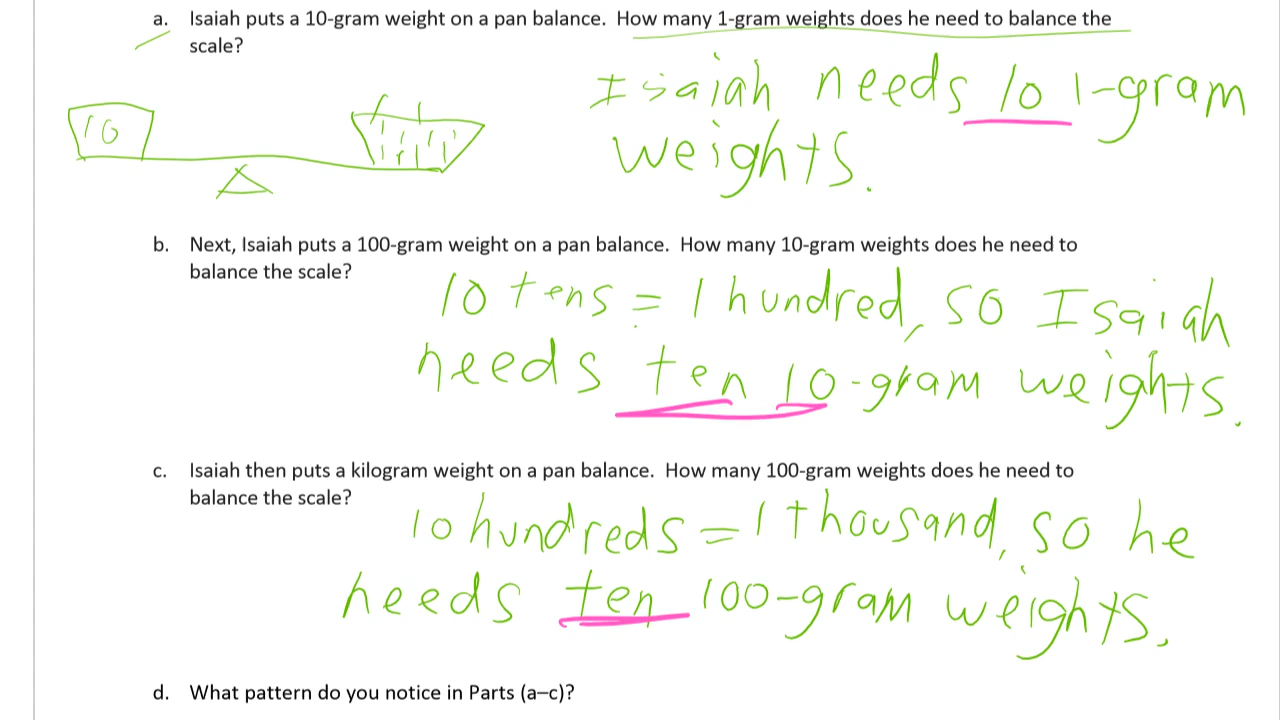 a. Isaiah puts a 10-gram weight on a pan balance. How many 1-gram weights does he need to balance the
scale?
Isaiah needs 10 1-gram
weights.
10
b. Next, Isaiah puts a 100-gram weight on a pan balance. How many 10-gram weights does he need to
balance the scale?
10 tens = 1 hundred, so Isaiah
needs ten 10-gram weights.
c. Isaiah then puts a kilogram weight on a pan balance. How many 100-gram weights does he need to
balance the scale?
10 hundreds = 1 thousand, so he
needs ten 100-gram weights.
d. What pattern do you notice in Parts (a–c)?